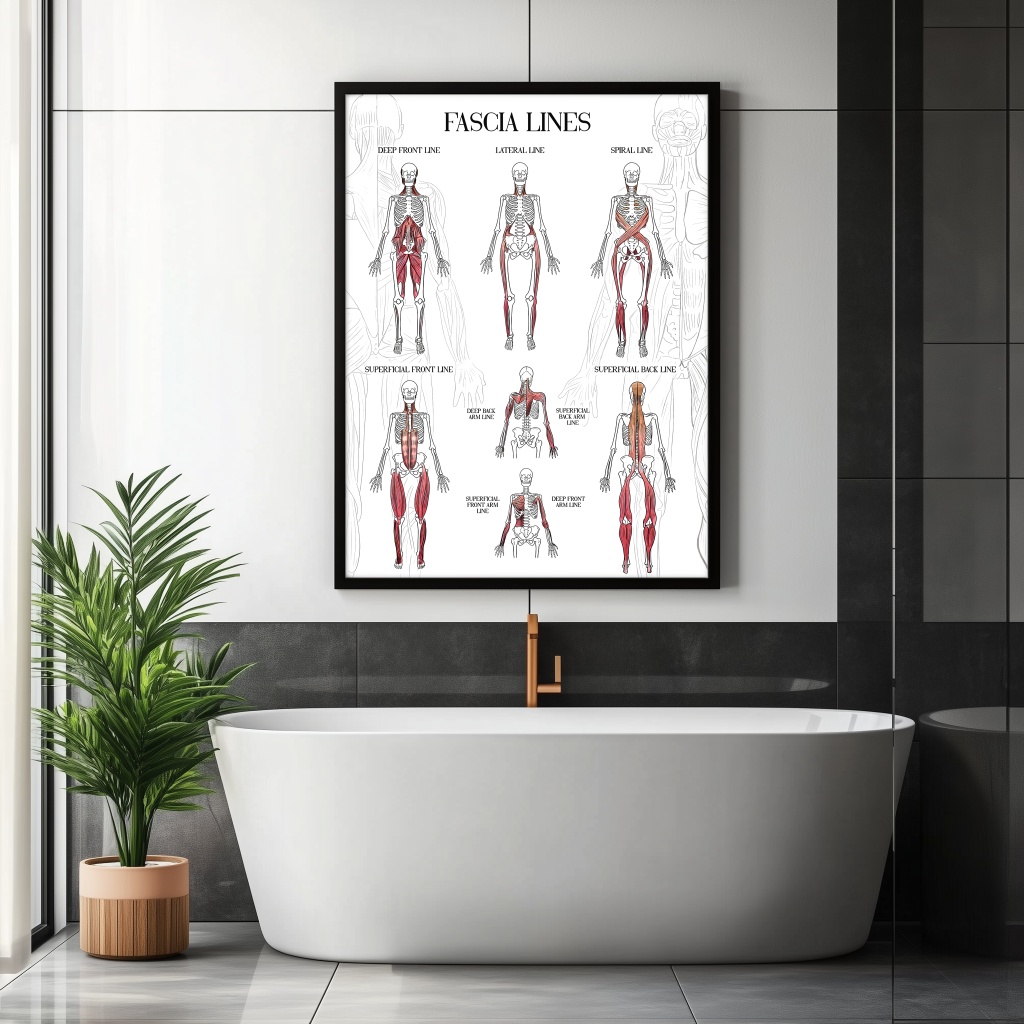 FASCIA LINES
DEEP FRONT LINE
LATERAL LINE
SPIRAL LINE
SUPERFICIAL FRONT LINE
SUPERFICIAL BACK LINE
DEEP BACK
ARM LINE
SUPERFICIAL
BACK ARM
LINE
SUPERFICIAL
FRONT ARM
LINE
DEEP FRONT
ARM LINE